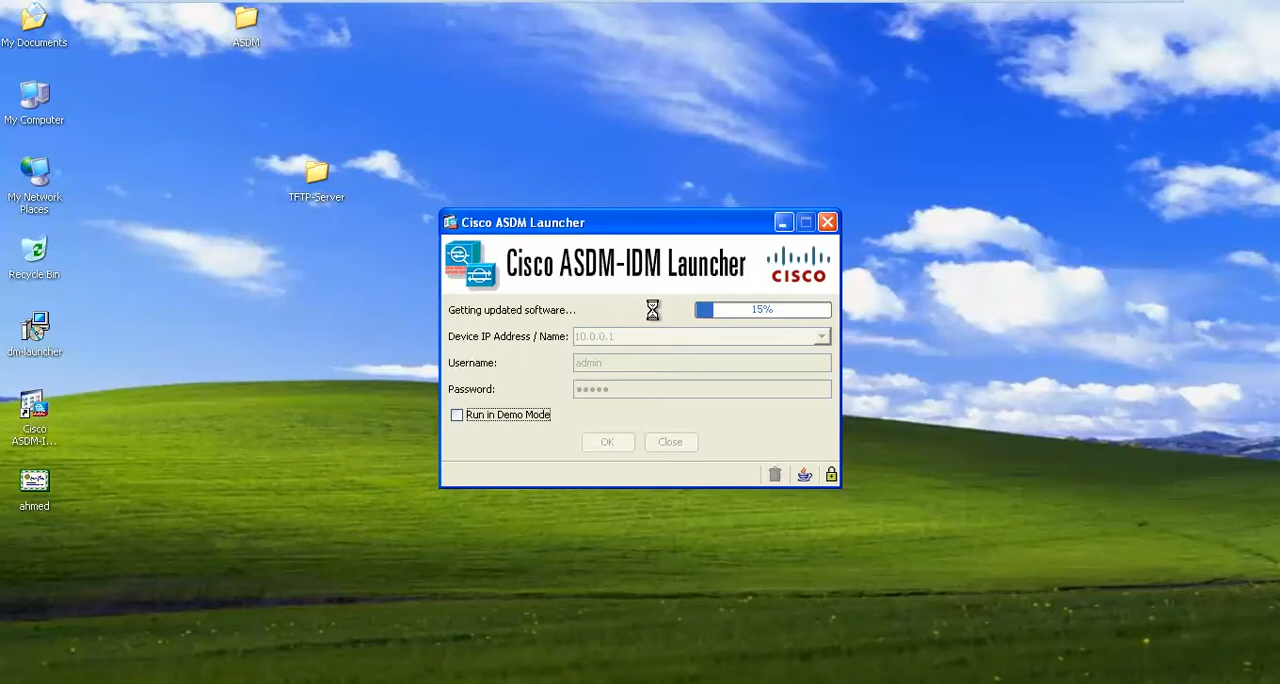 My Documents
ASDM
My Computer
My Network
Places
TFTP-Server
Recycle Bin
dm-launcher
Cisco
ASDM-I...
ahmed
Cisco ASDM Launcher
Cisco ASDM-IDM Launcher
CISCO
Getting updated software...
15%
Device IP Address / Name:
10.0.0.1
Username:
admin
Password:
●●●●●
Run in Demo Mode
OK
Close